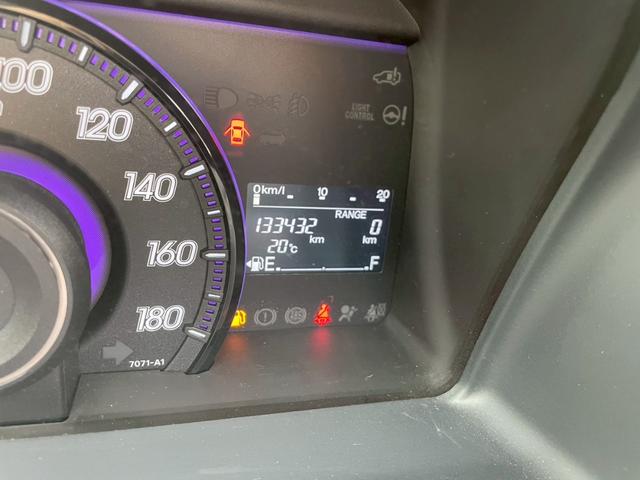 100
120
140
160
180
7071-A1
LIGHT
CONTROL
0km/l 10 20
RANGE
133432 km 0 km
20°C
E F